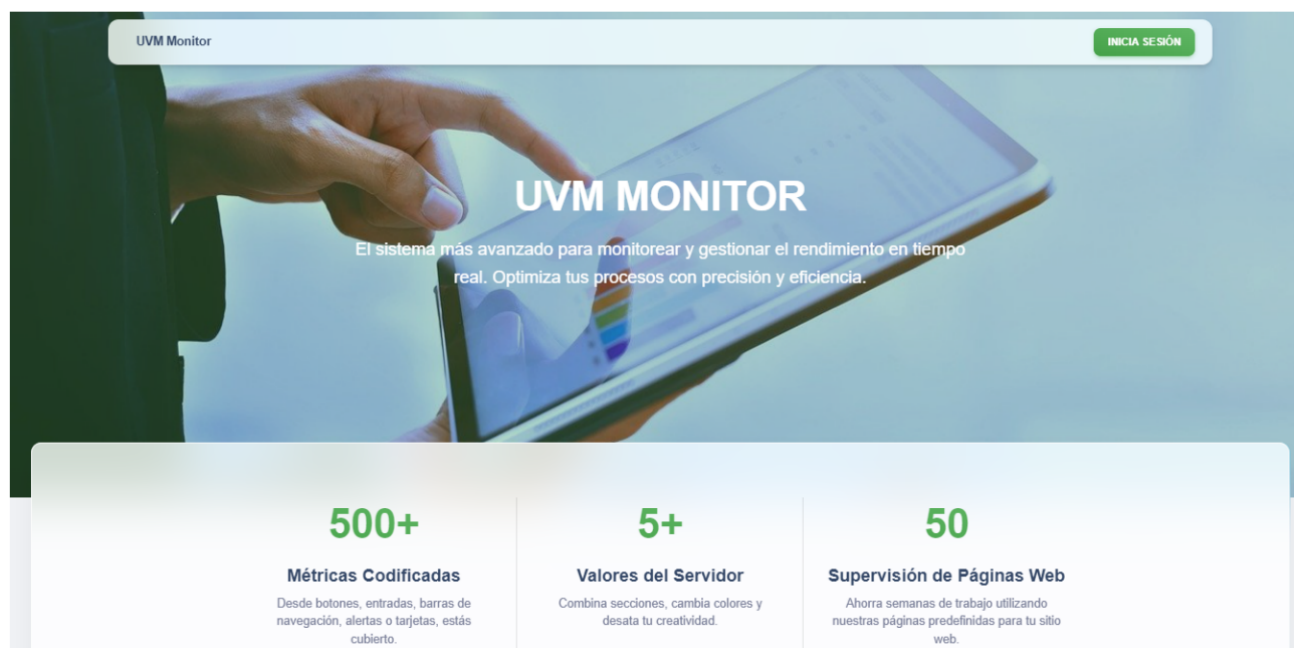 UVM Monitor
INICIA SESIÓN
UVM MONITOR
El sistema más avanzado para monitorear y gestionar el rendimiento en tiempo
real. Optimiza tus procesos con precisión y eficiencia.
500+
Métricas Codificadas
Desde botones, entradas, barras de
navegación, alertas o tarjetas, estás
cubierto.
5+
Valores del Servidor
Combina secciones, cambia colores y
desata tu creatividad.
50
Supervisión de Páginas Web
Ahorra semanas de trabajo utilizando
nuestras páginas predefinidas para tu sitio
web.